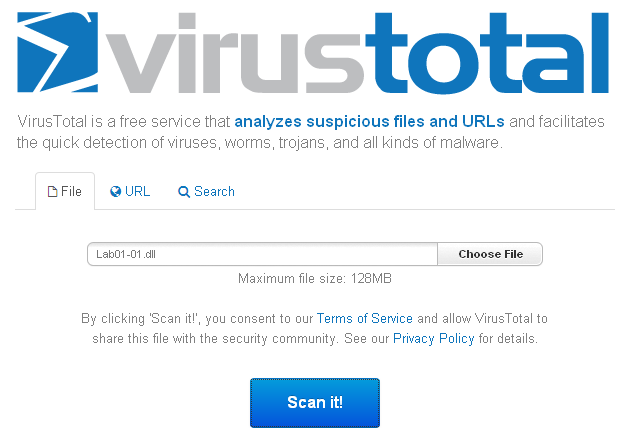 virustotal
VirusTotal is a free service that analyzes suspicious files and URLs and facilitates
the quick detection of viruses, worms, trojans, and all kinds of malware.
File URL Search
Lab01-01.dll Choose File
Maximum file size: 128MB
By clicking 'Scan it!', you consent to our Terms of Service and allow VirusTotal to
share this file with the security community. See our Privacy Policy for details.
Scan it!